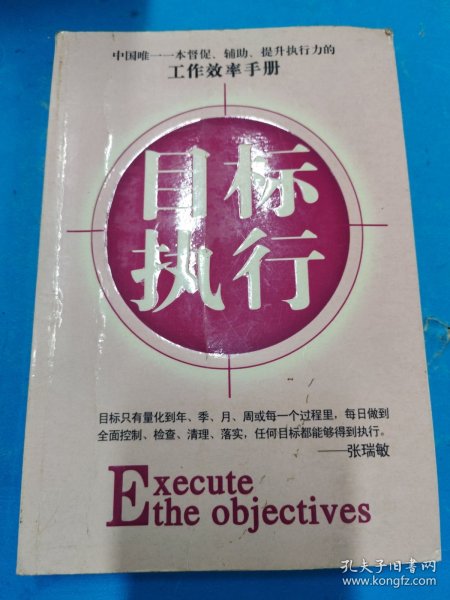 中国唯一一本督促、辅助、提升执行力的
工作效率手册
目标
执行
目标只有量化到年、季、月、周或每一个过程里，每日做到
全面控制、检查、清理、落实，任何目标都能够得到执行。
——张瑞敏
Execute
the objectives
孔夫子旧书网
www.kongfz.com